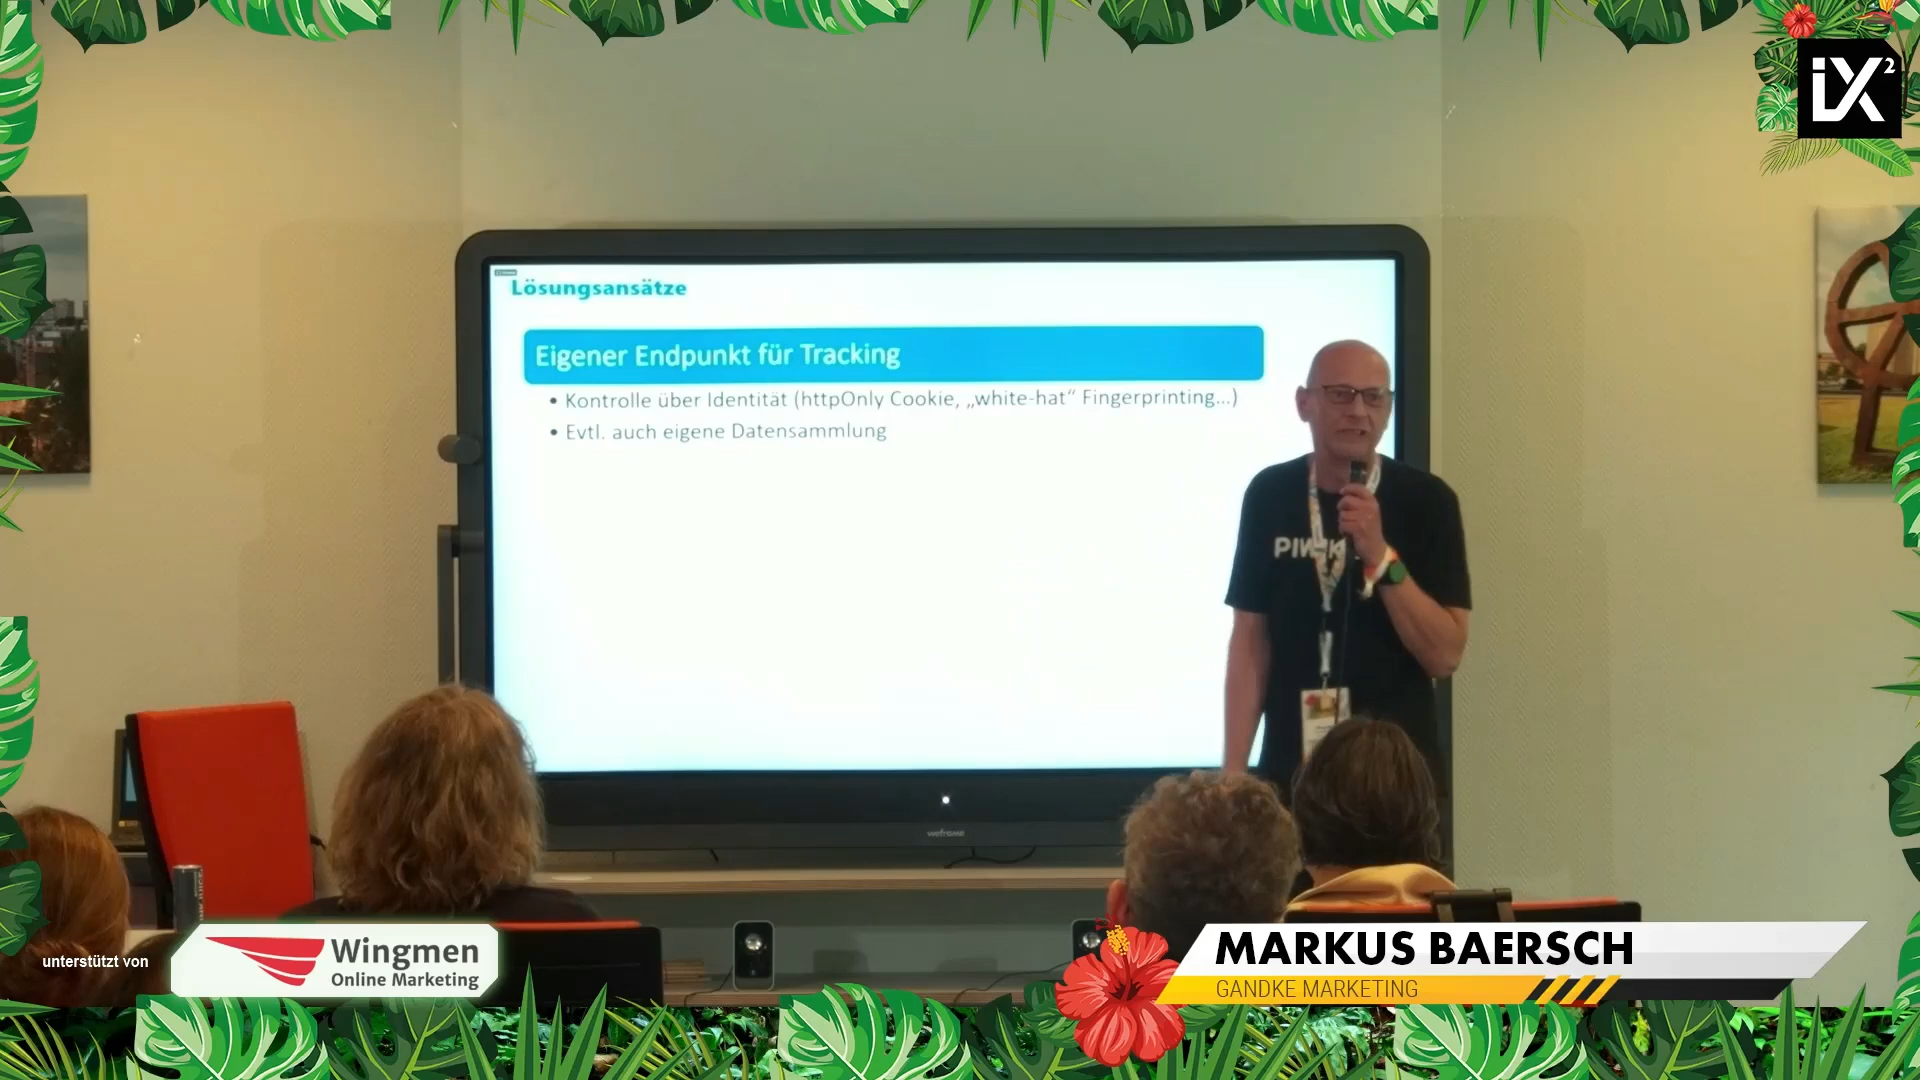 iX²
Lösungsansätze
Eigener Endpunkt für Tracking
• Kontrolle über Identität (httpOnly Cookie, „white-hat“ Fingerprinting...)
• Evtl. auch eigene Datensammlung
weframe
unterstützt von
Wingmen
Online Marketing
MARKUS BAERSCH
GANDKE MARKETING